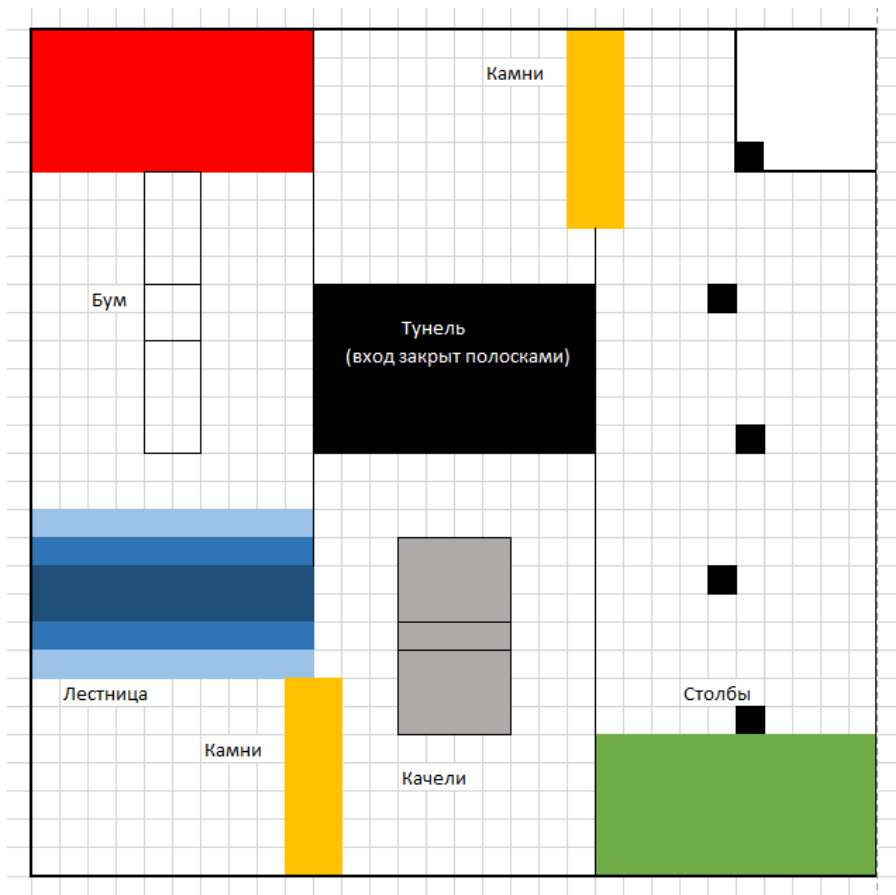 Камни
Бум
Тунель
(вход закрыт полосками)
Лестница
Столбы
Камни
Качели